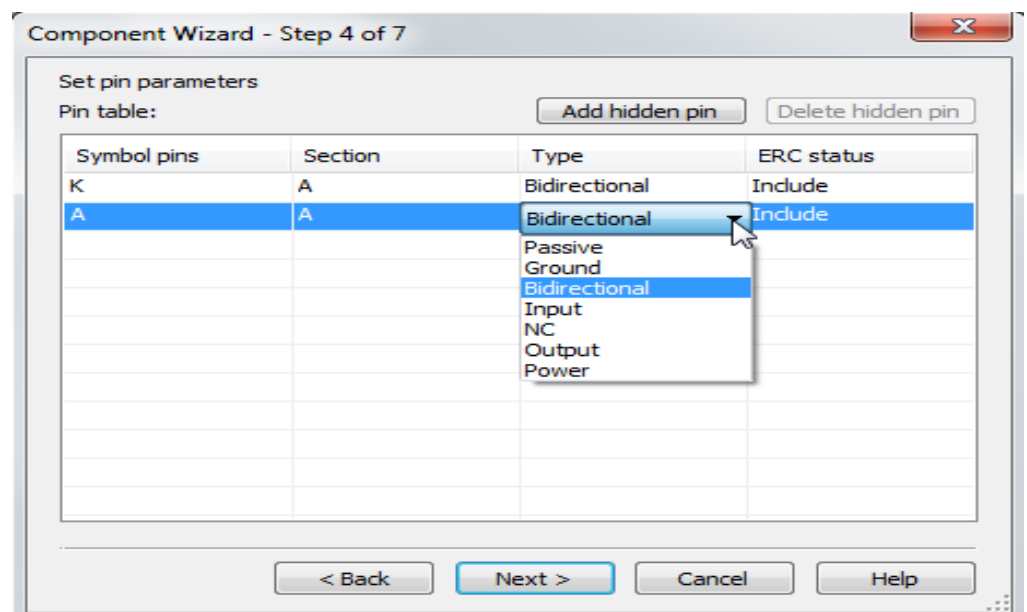 Component Wizard - Step 4 of 7
Set pin parameters
Pin table:
Add hidden pin
Delete hidden pin
Symbol pins Section Type ERC status
K A Bidirectional Include
A A Bidirectional Include
Passive
Ground
Bidirectional
Input
NC
Output
Power
< Back Next > Cancel Help